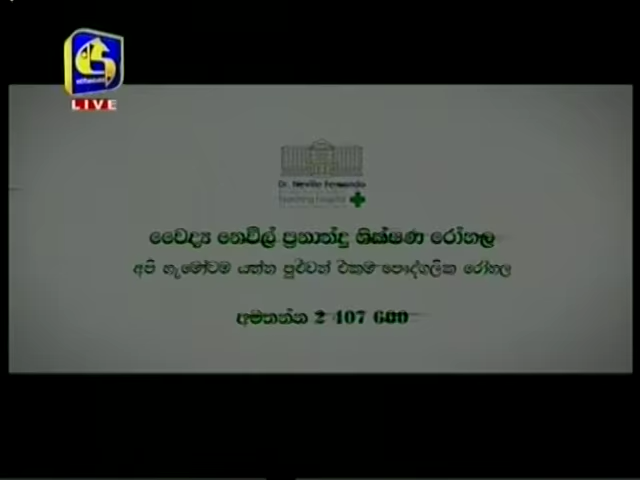 LIVE
Dr. Neville Fernando
Teaching Hospital
වෛද්‍ය නෙවිල් ප්‍රනාන්දු ශික්ෂණ රෝහල
අපි හැමෝටම යන්න පුළුවන් එකම පෞද්ගලික රෝහල
අමතන්න 2 407 600